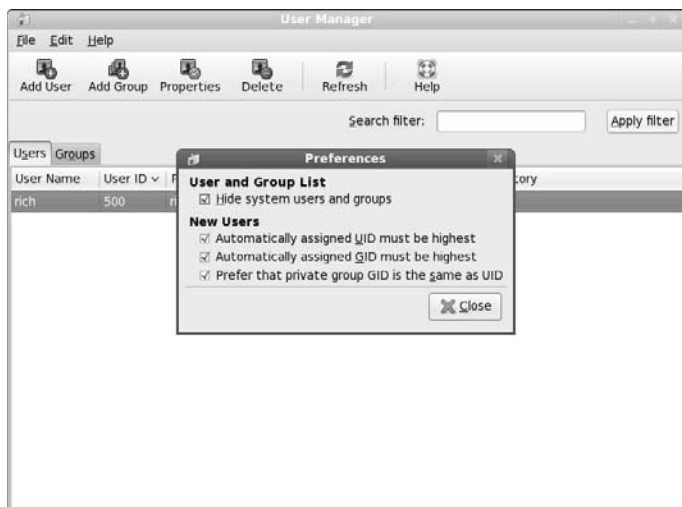 User Manager
File Edit Help
Add User Add Group Properties Delete Refresh Help
Search filter: Apply filter
Users Groups
Preferences
User Name User ID
rich 500
User and Group List
Hide system users and groups
New Users
Automatically assigned UID must be highest
Automatically assigned GID must be highest
Prefer that private group GID is the same as UID
Close